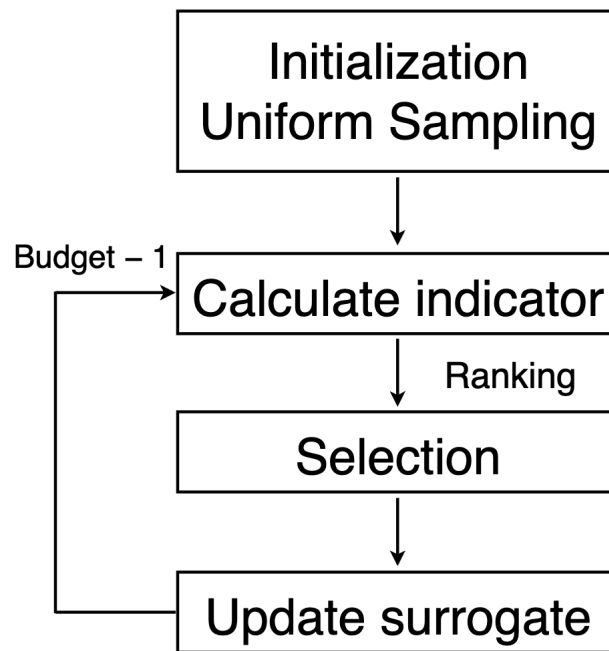 Initialization
Uniform Sampling
Budget – 1
Calculate indicator
Ranking
Selection
Update surrogate